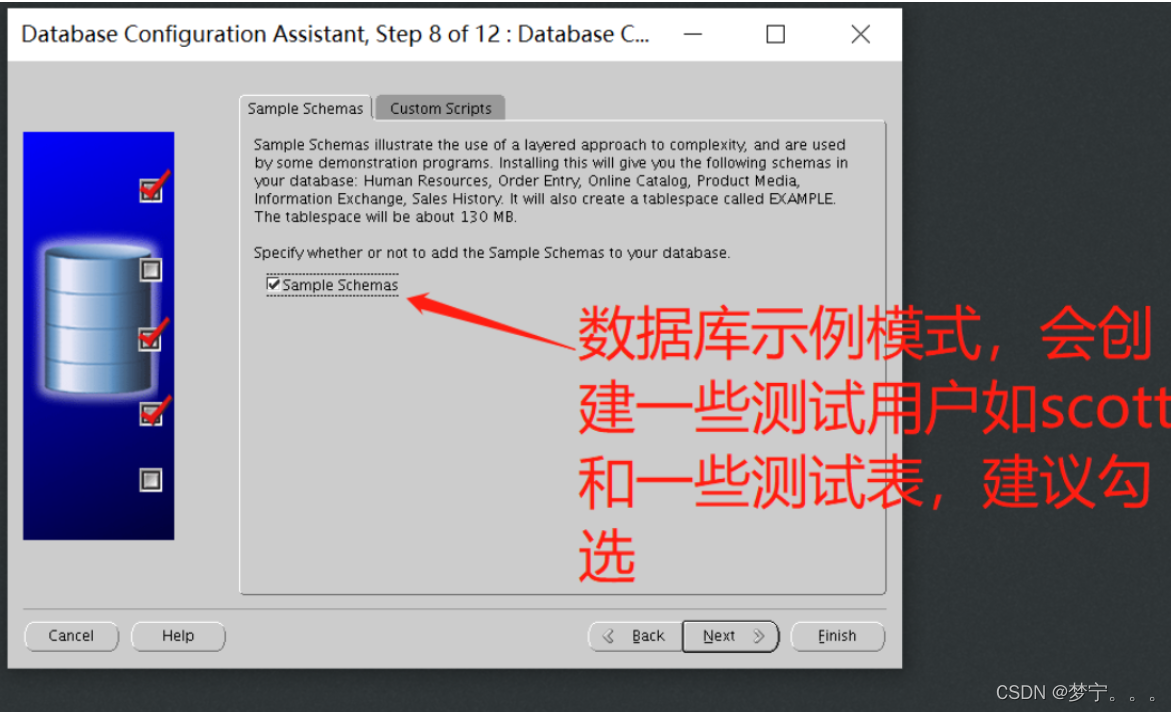 Database Configuration Assistant, Step 8 of 12 : Database C...
Sample Schemas
Custom Scripts
Sample Schemas illustrate the use of a layered approach to complexity, and are used
by some demonstration programs. Installing this will give you the following schemas in
your database: Human Resources, Order Entry, Online Catalog, Product Media,
Information Exchange, Sales History. It will also create a tablespace called EXAMPLE.
The tablespace will be about 130 MB.
Specify whether or not to add the Sample Schemas to your database.
Sample Schemas
数据库示例模式，会创
建一些测试用户如scott
和一些测试表，建议勾
选
Cancel
Help
Back
Next
Finish
CSDN @梦宁。。。